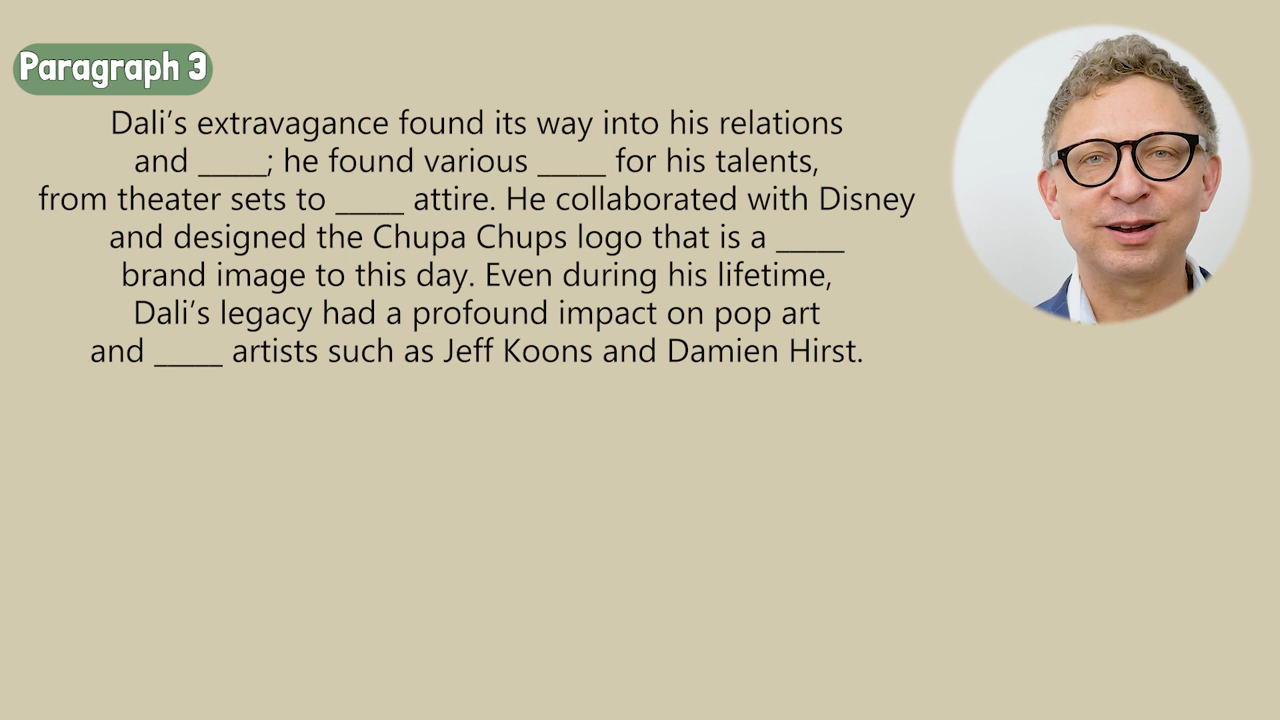 Paragraph 3
Dali's extravagance found its way into his relations
and _____; he found various _____ for his talents,
from theater sets to _____ attire. He collaborated with Disney
and designed the Chupa Chups logo that is a _____
brand image to this day. Even during his lifetime,
Dali's legacy had a profound impact on pop art
and _____ artists such as Jeff Koons and Damien Hirst.